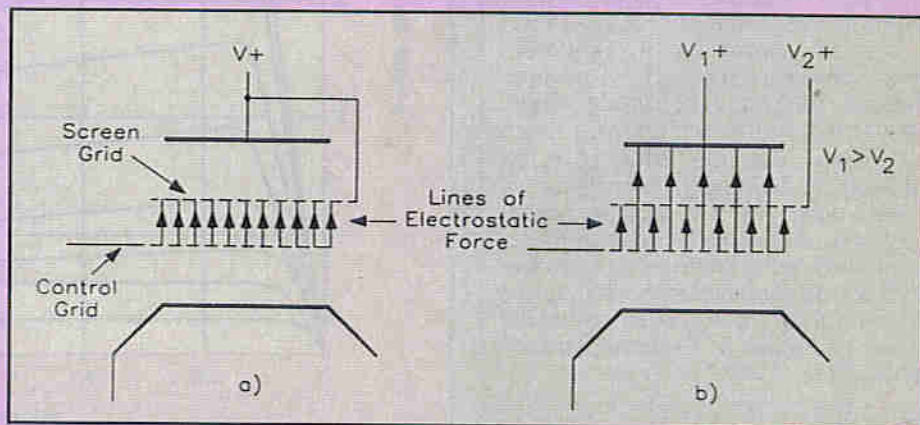 V+
Screen
Grid
Control
Grid
a)
Lines of
Electrostatic
Force
V₁+
V₂+
V₁>V₂
b)